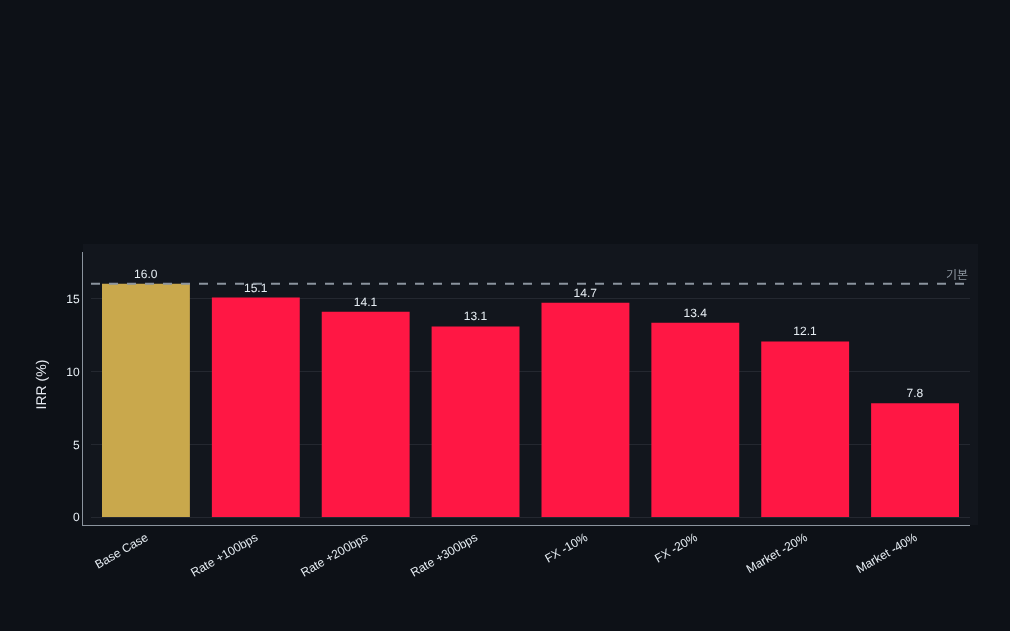 16.0
15.1
14.1
13.1
14.7
13.4
12.1
7.8
기본
IRR (%)
15
10
5
0
Base Case
Rate +100bps
Rate +200bps
Rate +300bps
FX -10%
FX -20%
Market -20%
Market -40%